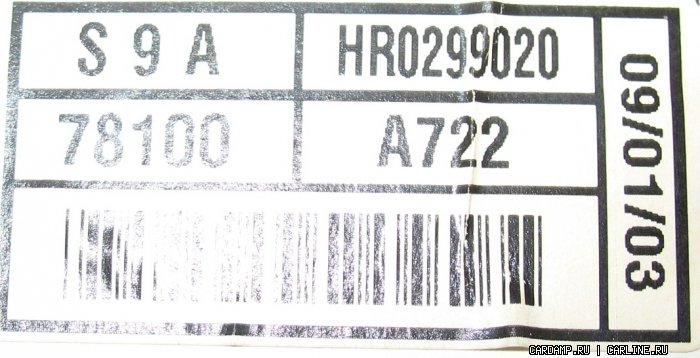 S 9 A HR0299020
78100 A722
09/01/03
CARDAMP.RU | CARLINE.RU